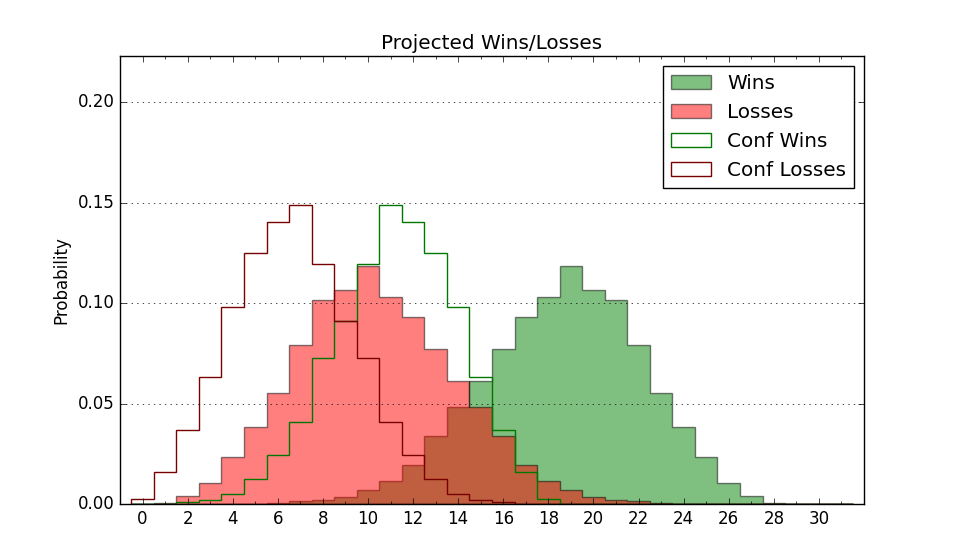 Projected Wins/Losses
Wins
Losses
Conf Wins
Conf Losses
Probability
0.20
0.15
0.10
0.05
0.00
0 2 4 6 8 10 12 14 16 18 20 22 24 26 28 30